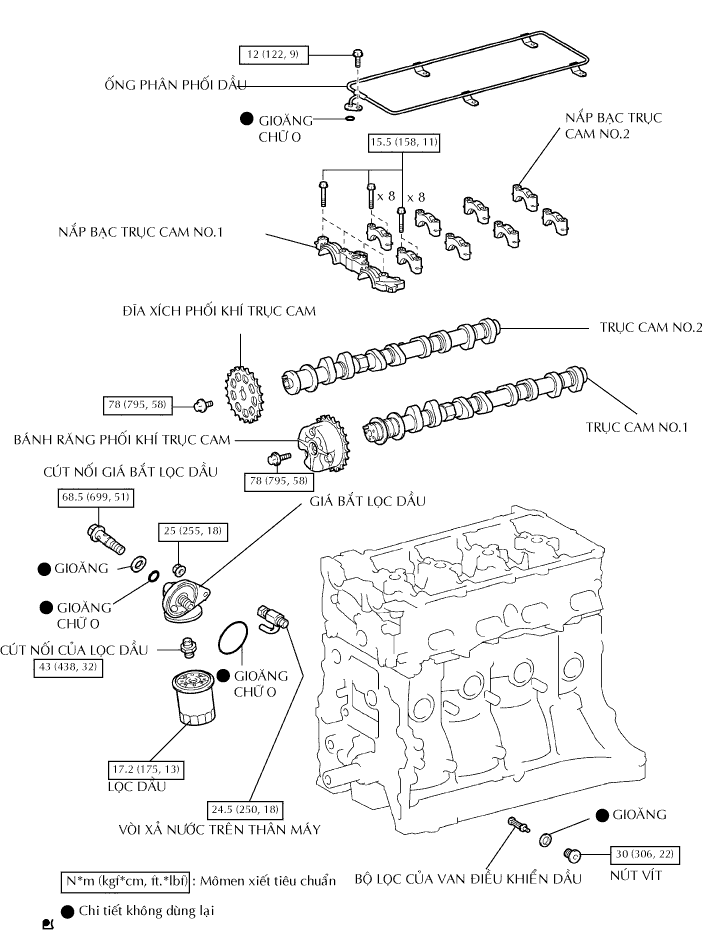 12 (122, 9)
ỐNG PHÂN PHỐI DẦU
GIOĂNG
CHỮ O
NẮP BẠC TRỤC
CAM NO.2
15.5 (158, 11)
x 8
x 8
NẮP BẠC TRỤC CAM NO.1
ĐĨA XÍCH PHỐI KHÍ TRỤC CAM
TRỤC CAM NO.2
78 (795, 58)
TRỤC CAM NO.1
BÁNH RĂNG PHỐI KHÍ TRỤC CAM
78 (795, 58)
CÚT NỐI GIÁ BẮT LỌC DẦU
68.5 (699, 51)
GIÁ BẮT LỌC DẦU
25 (255, 18)
GIOĂNG
GIOĂNG
CHỮ O
CÚT NỐI CỦA LỌC DẦU
43 (438, 32)
GIOĂNG
CHỮ O
17.2 (175, 13)
LỌC DẦU
24.5 (250, 18)
VÒI XẢ NƯỚC TRÊN THÂN MÁY
GIOĂNG
30 (306, 22)
NÚT VÍT
BỘ LỌC CỦA VAN ĐIỀU KHIỂN DẦU
N*m (kgf*cm, ft.*lbf) : Mômen xiết tiêu chuẩn
Chi tiết không dùng lại